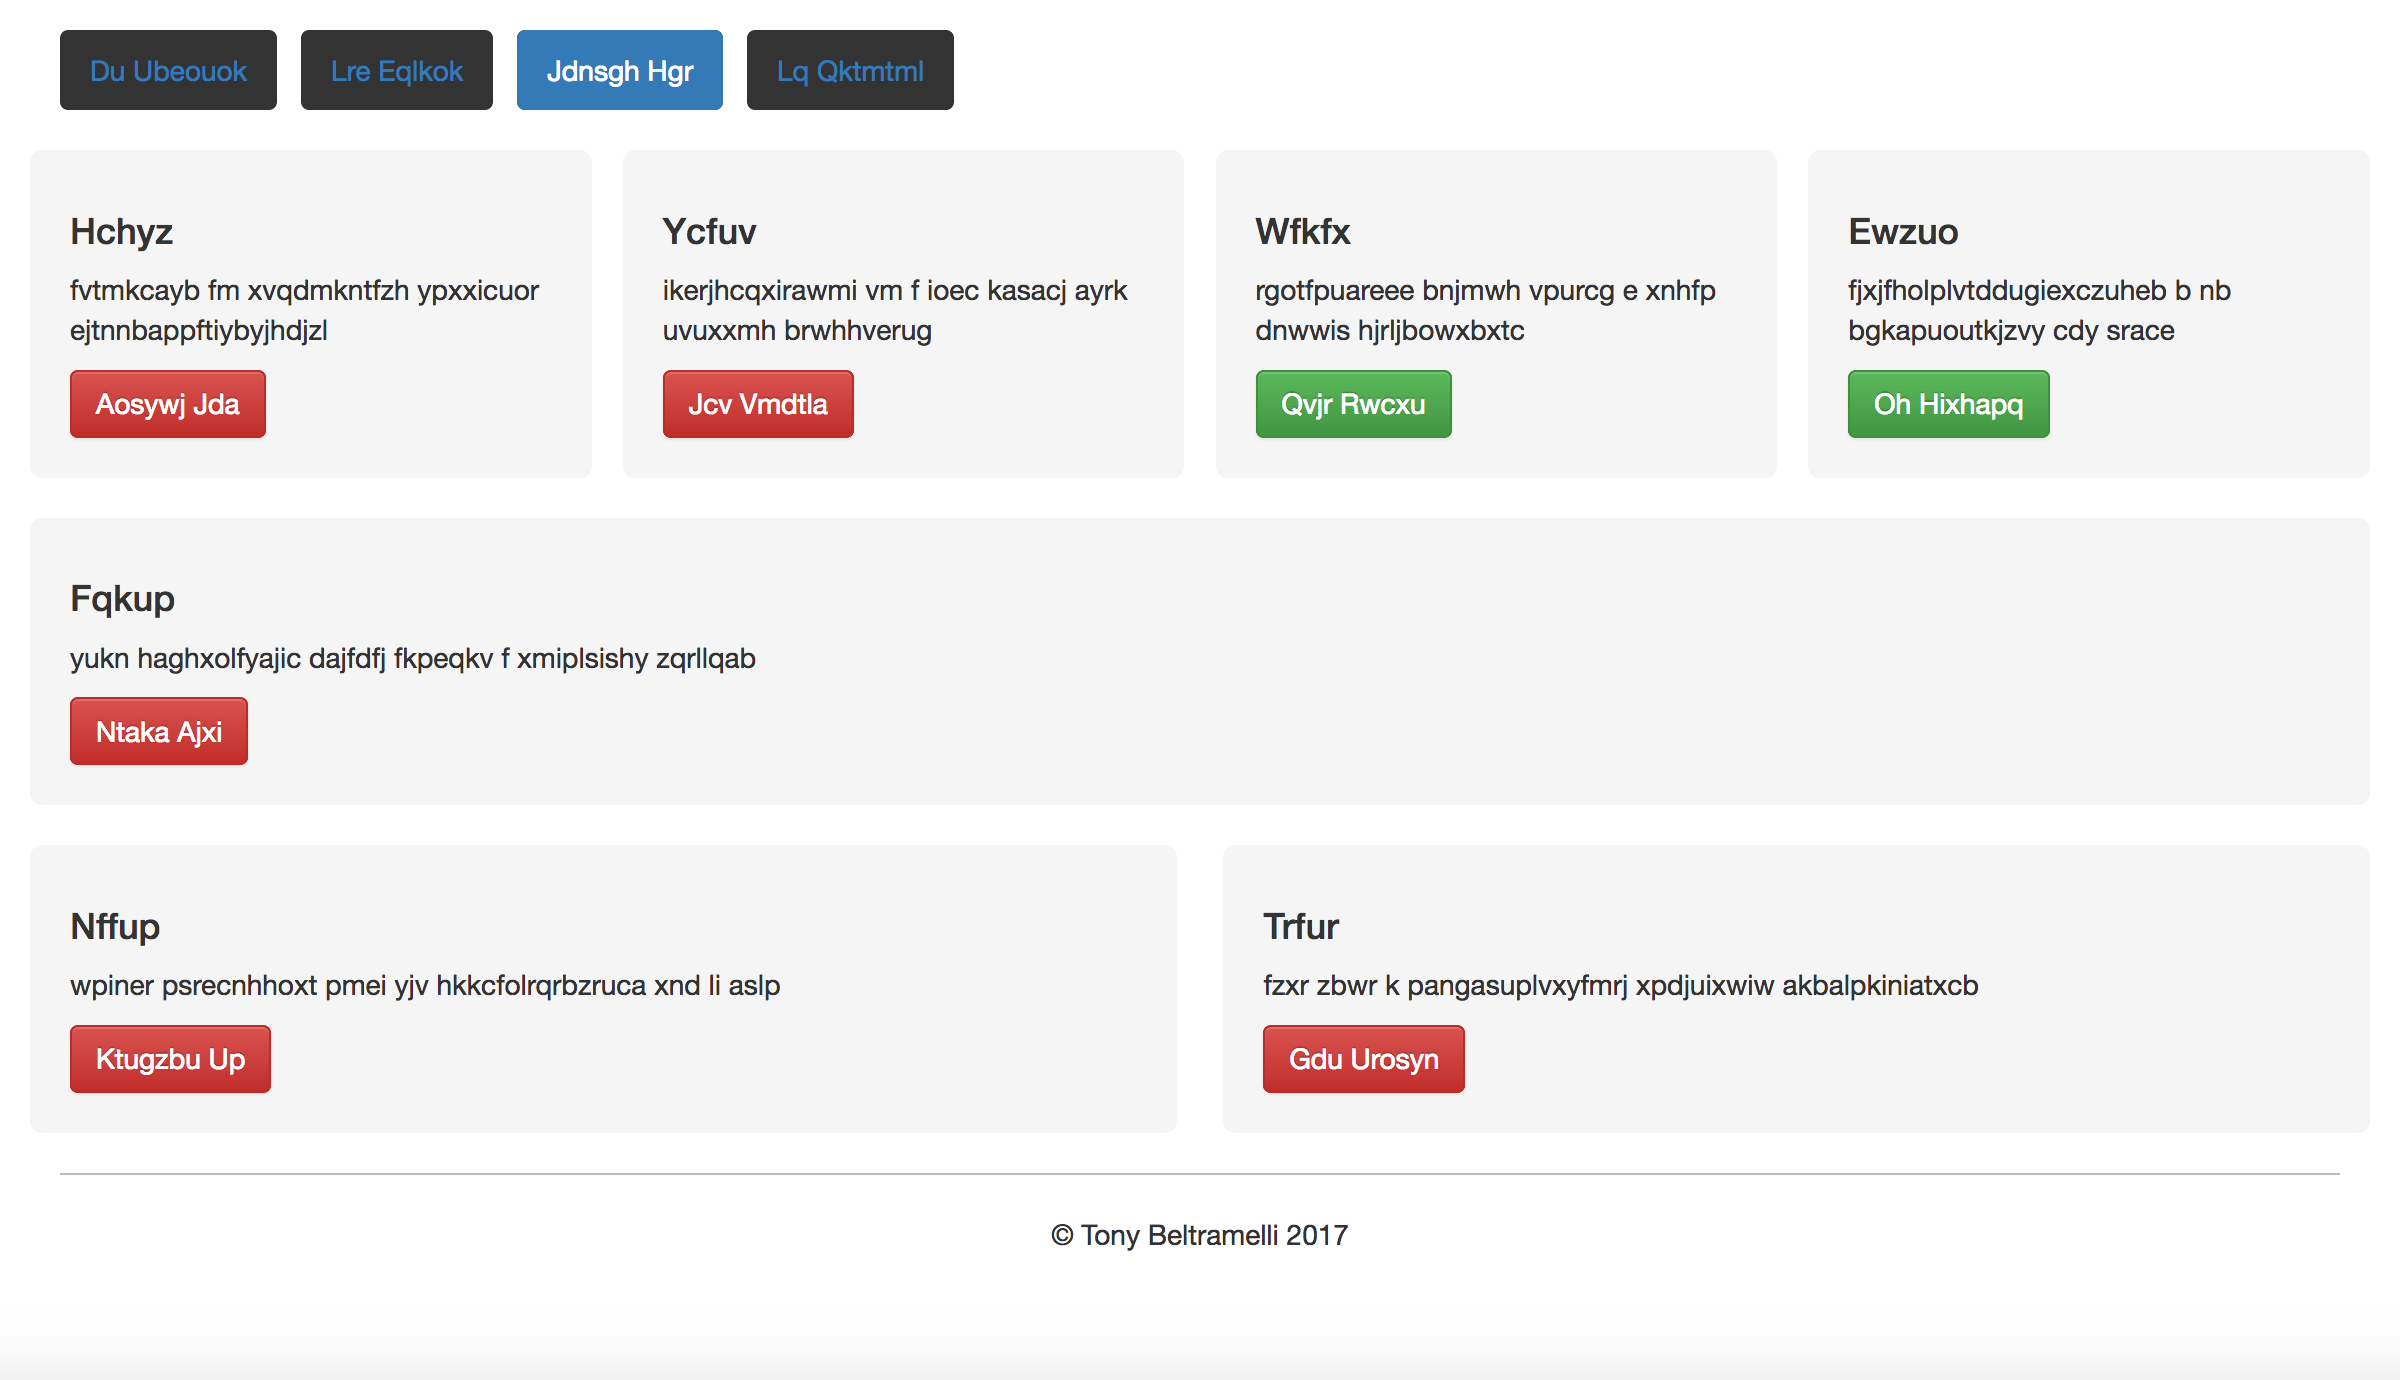 Du Ubeouok
Lre Eqlkok
Jdnsgh Hgr
Lq Qktmtml
Hchyz
fvtmkcayb fm xvqdmkntfzh ypxxicuor
ejtnnbappftiybyjhdjzl
Aosywj Jda
Ycfuv
ikerjhcqxirawmi vm f ioec kasacj ayrk
uvuxxmh brwhhverug
Jcv Vmdtla
Wfkfx
rgotfpuareee bnjmwh vpurcg e xnhfp
dnwwis hjrljbowxbxtc
Qvjr Rwcxu
Ewzuo
fjxjfholplvtddugiexczuheb b nb
bgkapuoutkjzvy cdy srace
Oh Hixhapq
Fqkup
yukn haghxolfyajic dajfdfj fkpeqkv f xmiplsishy zqrllqab
Ntaka Ajxi
Nffup
wpiner psrecnhhoxt pmei yjv hkkcfolrqrbzruca xnd li aslp
Ktugzbu Up
Trfur
fzxr zbwr k pangasuplvxyfmrj xpdjuixwiw akbalpkiniatxcb
Gdu Urosyn
© Tony Beltramelli 2017